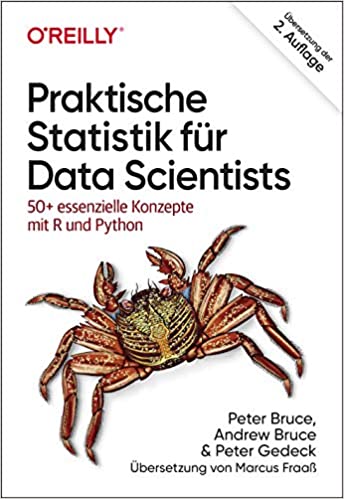 O'REILLY®
Übersetzung der
2. Auflage
Praktische
Statistik für
Data Scientists
50+ essenzielle Konzepte
mit R und Python
Peter Bruce,
Andrew Bruce
& Peter Gedeck
Übersetzung von Marcus Fraaß